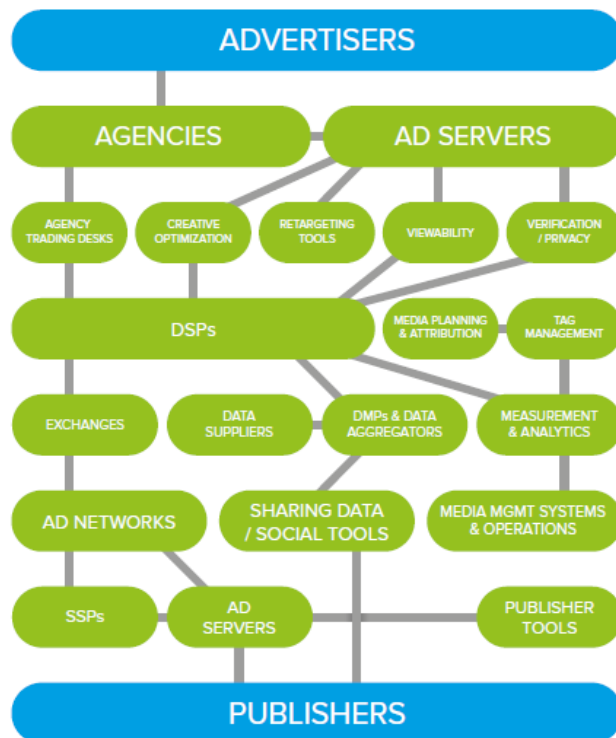 ADVERTISERS
AGENCIES
AD SERVERS
AGENCY
TRADING DESKS
CREATIVE
OPTIMIZATION
RETARGETING
TOOLS
VIEWABILITY
VERIFICATION
/ PRIVACY
DSPs
MEDIA PLANNING
& ATTRIBUTION
TAG
MANAGEMENT
EXCHANGES
DATA
SUPPLIERS
DMPs & DATA
AGGREGATORS
MEASUREMENT
& ANALYTICS
AD NETWORKS
SHARING DATA
/ SOCIAL TOOLS
MEDIA MGMT SYSTEMS
& OPERATIONS
SSPs
AD
SERVERS
PUBLISHER
TOOLS
PUBLISHERS